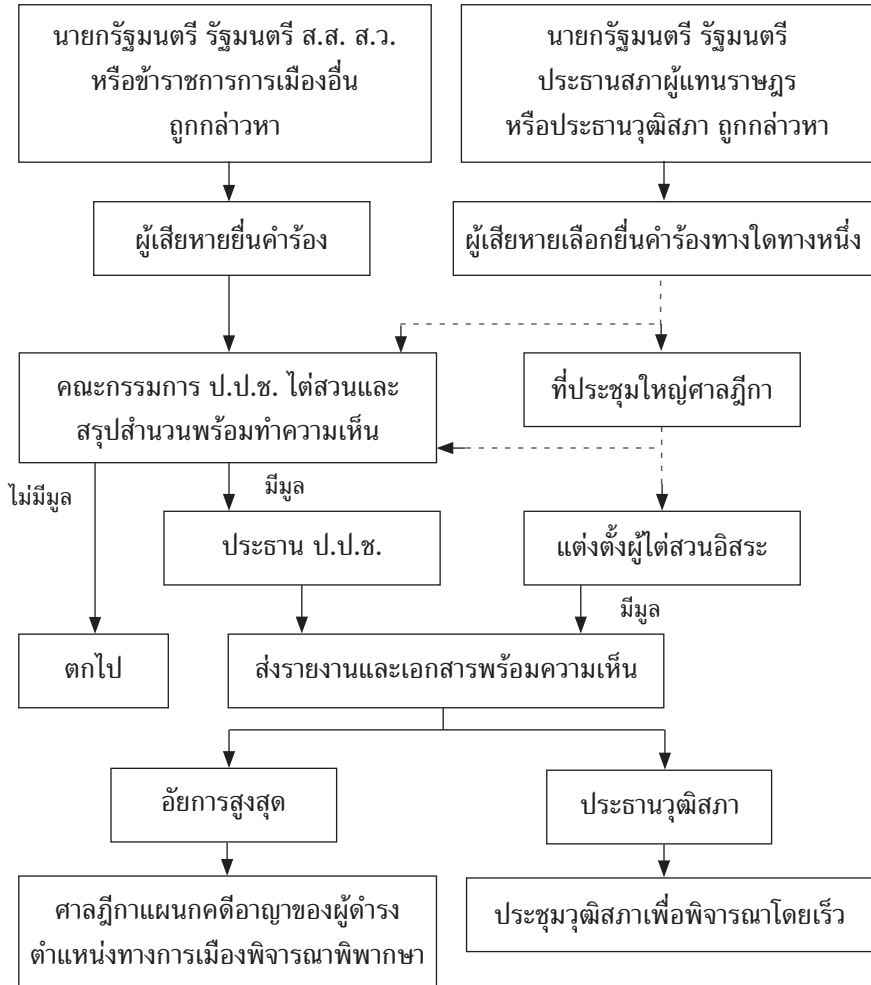 นายกรัฐมนตรี รัฐมนตรี ส.ส. ส.ว.
หรือข้าราชการการเมืองอื่น
ถูกกล่าวหา
นายกรัฐมนตรี รัฐมนตรี
ประธานสภาผู้แทนราษฎร
หรือประธานวุฒิสภา ถูกกล่าวหา
ผู้เสียหายยื่นคำร้อง
ผู้เสียหายเลือกยื่นคำร้องทางใดทางหนึ่ง
คณะกรรมการ ป.ป.ช. ไต่สวนและ
สรุปสำนวนพร้อมทำความเห็น
ที่ประชุมใหญ่ศาลฎีกา
ไม่มีมูล
มีมูล
ประธาน ป.ป.ช.
แต่งตั้งผู้ไต่สวนอิสระ
มีมูล
ตกไป
ส่งรายงานและเอกสารพร้อมความเห็น
อัยการสูงสุด
ประธานวุฒิสภา
ศาลฎีกาแผนกคดีอาญาของผู้ดำรง
ตำแหน่งทางการเมืองพิจารณาพิพากษา
ประชุมวุฒิสภาเพื่อพิจารณาโดยเร็ว